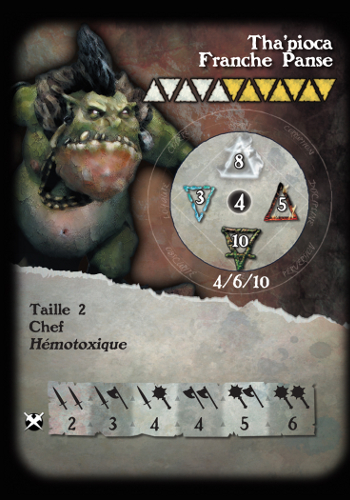 Tha'pioca
Franche Panse
8
3 4 5
10
4/6/10
Taille 2
Chef
Hémotoxique
2 3 4 4 5 6